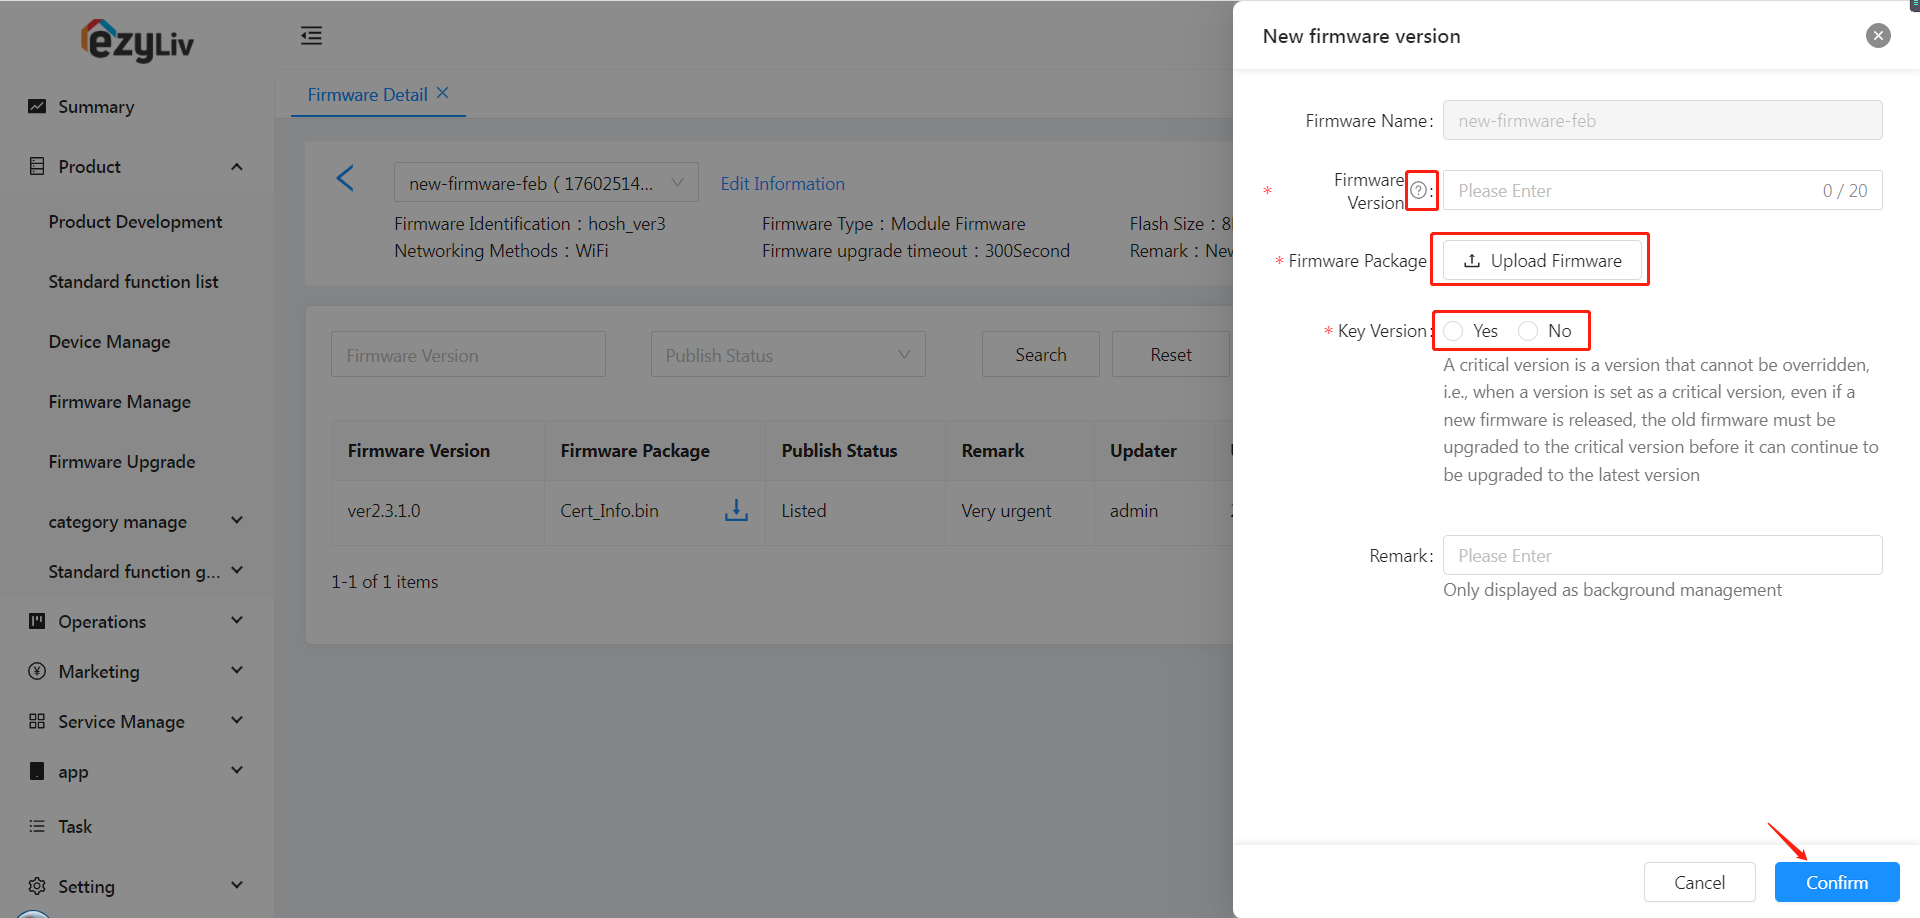 ezyLiv
Summary
Product
Product Development
Standard function list
Device Manage
Firmware Manage
Firmware Upgrade
category manage
Standard function g...
Operations
Marketing
Service Manage
app
Task
Setting
Firmware Detail
new-firmware-feb ( 17602514...
Edit Information
Firmware Identification : hosh_ver3
Firmware Type : Module Firmware
Flash Size : 8
Networking Methods : WiFi
Firmware upgrade timeout : 300Second
Remark : New
Firmware Version
Publish Status
Search
Reset
Firmware Version Firmware Package Publish Status Remark Updater
ver2.3.1.0 Cert_Info.bin Listed Very urgent admin
1-1 of 1 items
New firmware version
Firmware Name: new-firmware-feb
* Firmware
Version ? : Please Enter 0 / 20
* Firmware Package Upload Firmware
* Key Version: Yes No
A critical version is a version that cannot be overridden,
i.e., when a version is set as a critical version, even if a
new firmware is released, the old firmware must be
upgraded to the critical version before it can continue to
be upgraded to the latest version
Remark: Please Enter
Only displayed as background management
Cancel
Confirm